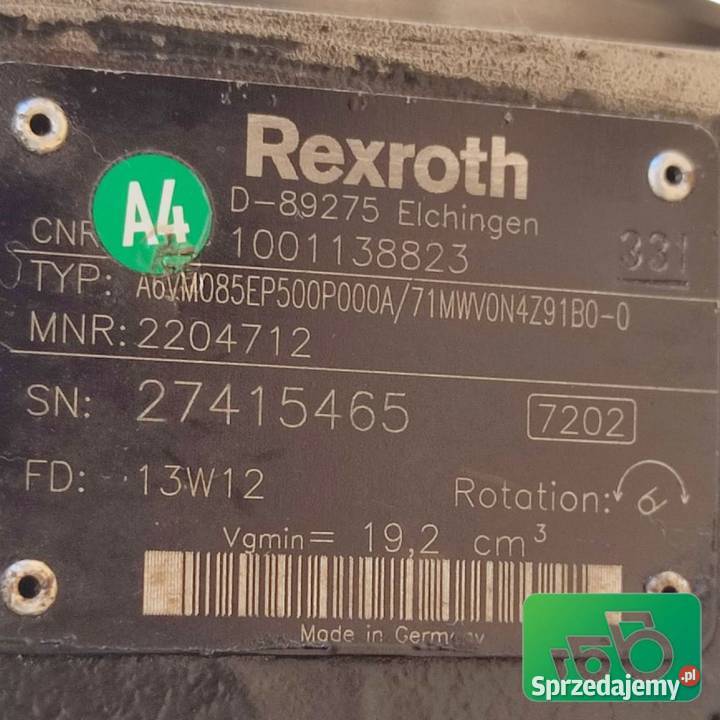 Rexroth
D-89275 Elchingen
A4
CNR 1001138823
331
TYP: A6VM085EP500P000A/71MWV0N4Z91B0-0
MNR: 2204712
SN: 27415465 7202
FD: 13W12
Rotation:
Vgmin= 19,2 cm³
Made in Germany
Sprzedajemy.pl